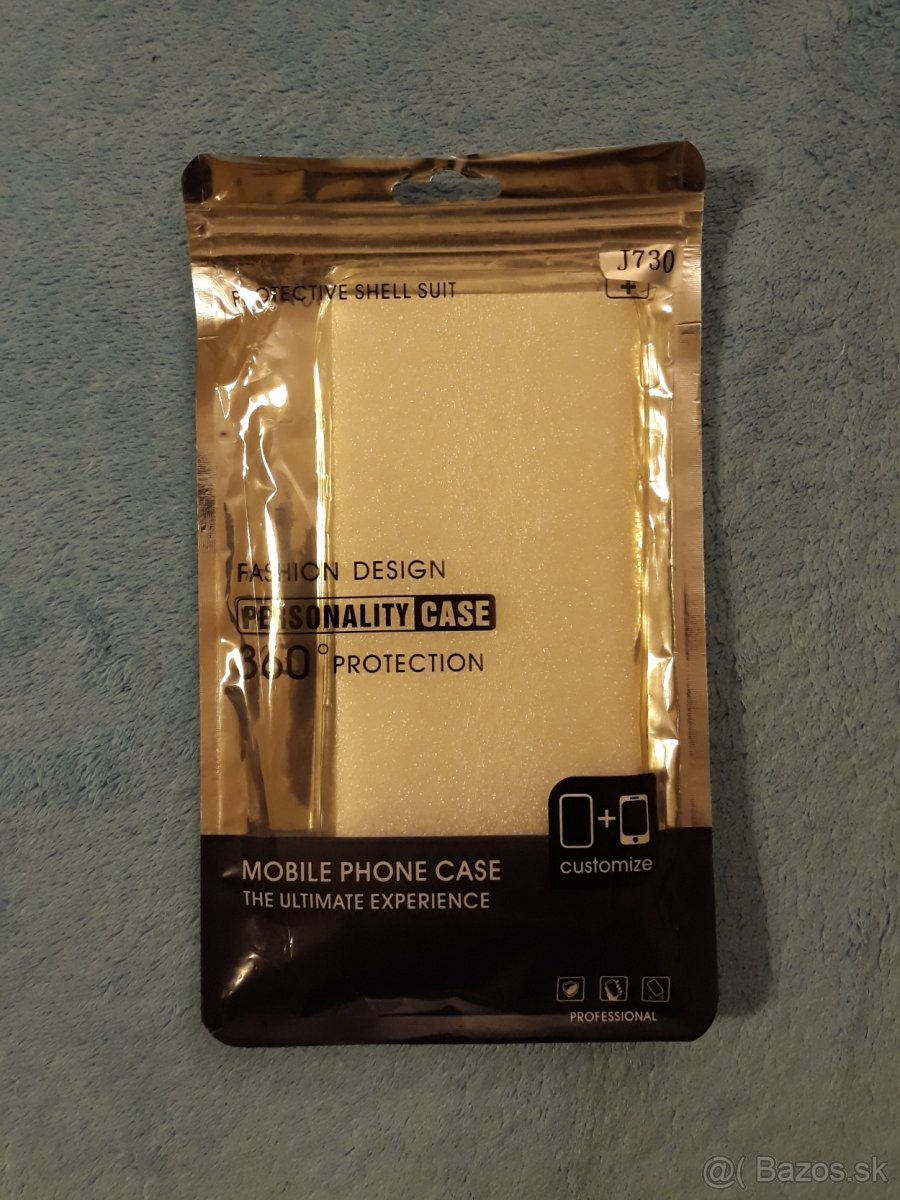 J730
PROTECTIVE SHELL SUIT
FASHION DESIGN
PERSONALITY CASE
360° PROTECTION
+
customize
MOBILE PHONE CASE
THE ULTIMATE EXPERIENCE
PROFESSIONAL
@( Bazos.sk